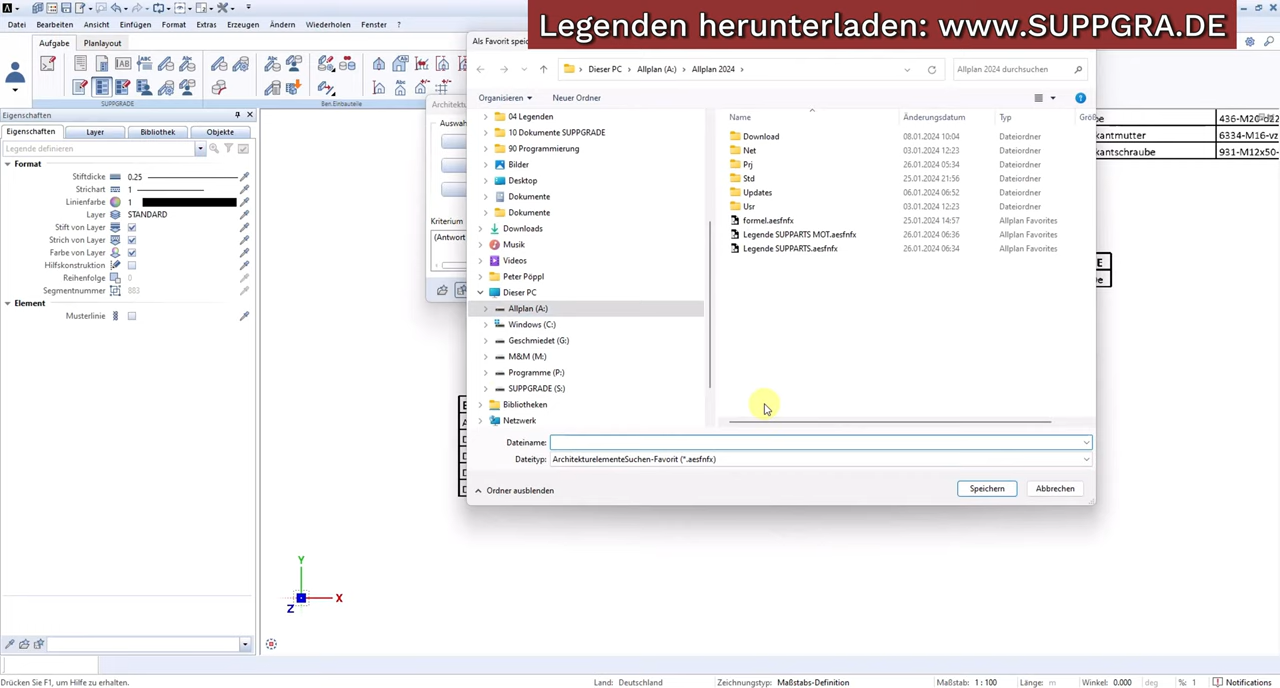 Legenden herunterladen: www.SUPPGRA.DE
Datei Bearbeiten Ansichten Einfügen Format Extras Erzeugen Ändern Wiederholen Fenster ?
Aufgabe Planlayout
SUPPGRADE
Ben.Einbauteile
Eigenschaften
Eigenschaften Layer Bibliothek Objekte
Legende definieren
Format
Stiftdicke 0.25
Strichart 1
Linienfarbe 1
Layer STANDARD
Stift von Layer
Strich von Layer
Farbe von Layer
Hilfskonstruktion
Reihenfolge 0
Segmentnummer 883
Element
Musterlinie
Architektu
Auswah
Kriterium
(Antwort
Als Favorit spei
Dieser PC Allplan (A:) Allplan 2024
Allplan 2024 durchsuchen
Organisieren Neuer Ordner
04 Legenden
10 Dokumente SUPPGRADE
90 Programmierung
Bilder
Desktop
Dokumente
Dokumente
Downloads
Musik
Videos
Peter Pöppl
Dieser PC
Allplan (A:)
Windows (C:)
Geschmiedet (G:)
M&M (M:)
Programme (P:)
SUPPGRADE (S:)
Bibliotheken
Netzwerk
Name Änderungsdatum Typ Größ
Download 08.01.2024 10:04 Dateiordner
Net 03.01.2024 12:23 Dateiordner
Prj 26.01.2024 05:34 Dateiordner
Std 25.01.2024 21:56 Dateiordner
Updates 06.01.2024 06:52 Dateiordner
Usr 03.01.2024 12:23 Dateiordner
formel.aesfnfx 25.01.2024 14:57 Allplan Favorites
Legende SUPPARTS MOT.aesfnfx 26.01.2024 06:36 Allplan Favorites
Legende SUPPARTS.aesfnfx 26.01.2024 06:34 Allplan Favorites
Dateiname:
Dateityp: ArchitekturelementeSuchen-Favorit (*.aesfnfx)
Ordner ausblenden
Speichern Abbrechen
kantmutter 6334-M16-vz
kantschraube 931-M12x50-
Y
X
Z
Drücken Sie F1, um Hilfe zu erhalten.
Land: Deutschland
Zeichnungstyp: Maßstabs-Definition
Maßstab: 1 : 100
Länge: m
Winkel: 0.000 deg
%: 1
Notifications